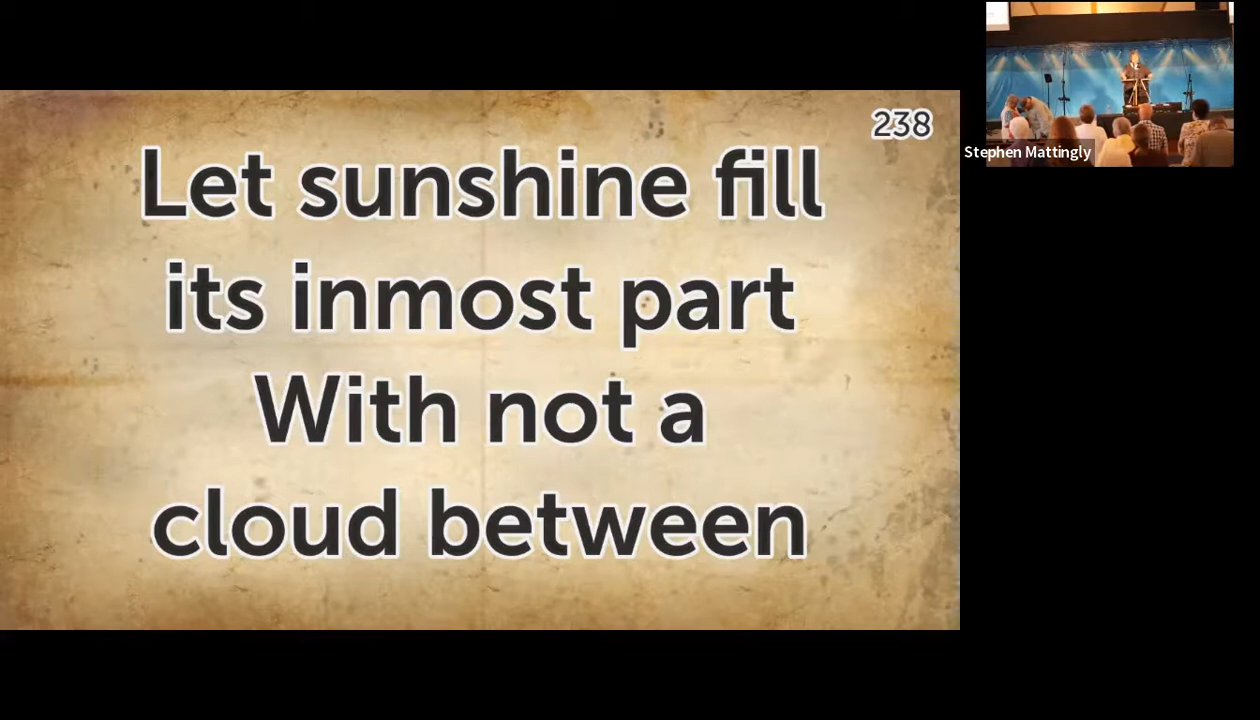 238
Let sunshine fill
its inmost part
With not a
cloud between
Stephen Mattingly